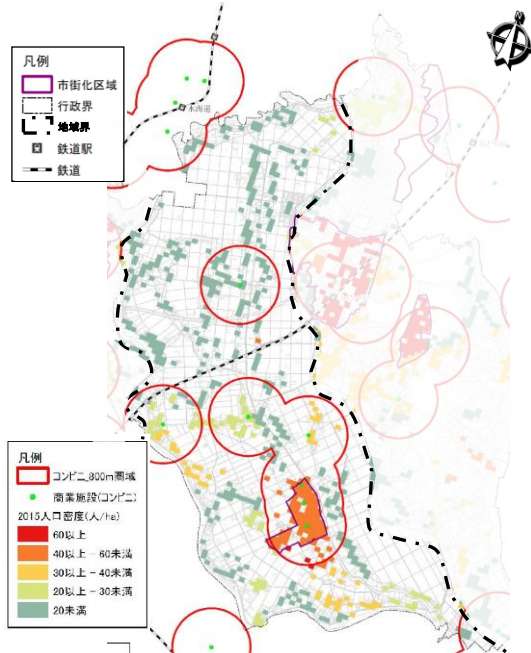 凡例
市街化区域
行政界
地域界
鉄道駅
鉄道
水海道
凡例
コンビニ_800m圏域
商業施設(コンビニ)
2015人口密度(人/ha)
60以上
40以上 - 60未満
30以上 - 40未満
20以上 - 30未満
20未満